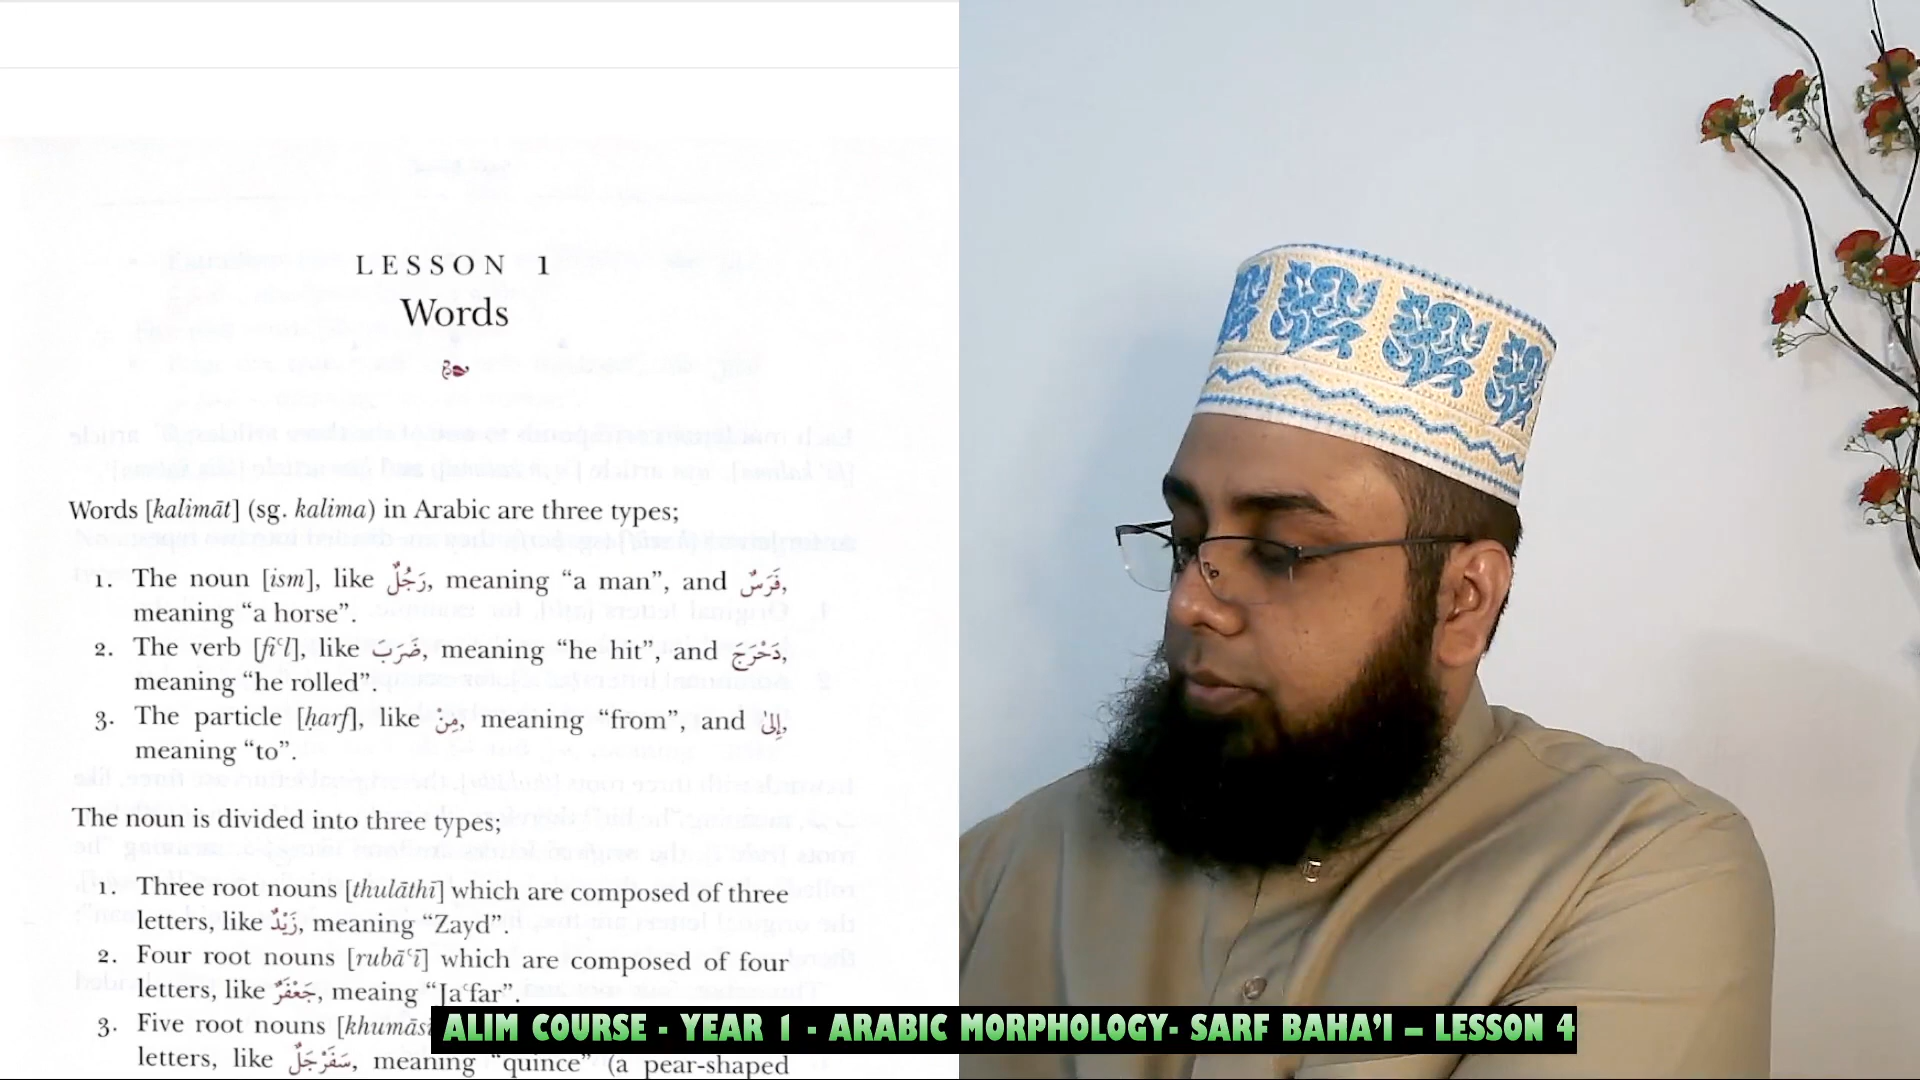 LESSON 1
Words
Words [kalimāt] (sg. kalima) in Arabic are three types;
1. The noun [ism], like رَجُلٌ, meaning “a man”, and فَرَسٌ,
meaning “a horse”.
2. The verb [fiʿl], like ضَرَبَ, meaning “he hit”, and دَحْرَجَ,
meaning “he rolled”.
3. The particle [ḥarf], like مِنْ, meaning “from”, and إِلىٰ,
meaning “to”.
The noun is divided into three types;
1. Three root nouns [thulāthī] which are composed of three
letters, like زَيْدٌ, meaning “Zayd”.
2. Four root nouns [rubāʿī] which are composed of four
letters, like جَعْفَرٌ, meaing “Jaʿfar”.
3. Five root nouns [khumās
letters, like سَفَرْجَلٌ, meaning “quince” (a pear-shaped
ALIM COURSE - YEAR 1 - ARABIC MORPHOLOGY- SARF BAHA’I – LESSON 4